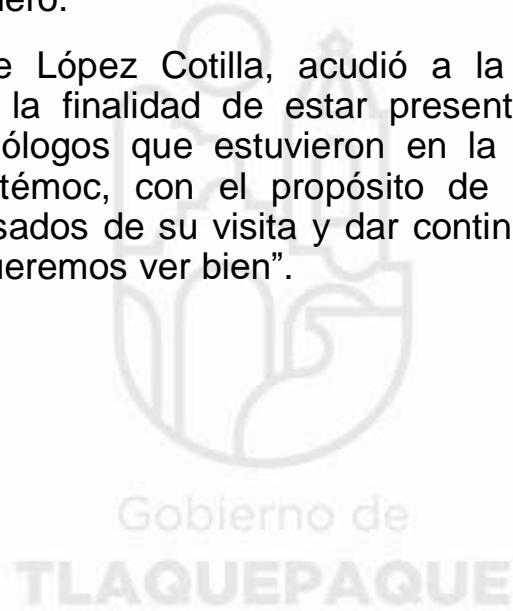 nero.
e López Cotilla, acudió a la
la finalidad de estar present
ólogos que estuvieron en la
témoc, con el propósito de
sados de su visita y dar contin
ueremos ver bien”.
Gobierno de
TLAQUEPAQUE